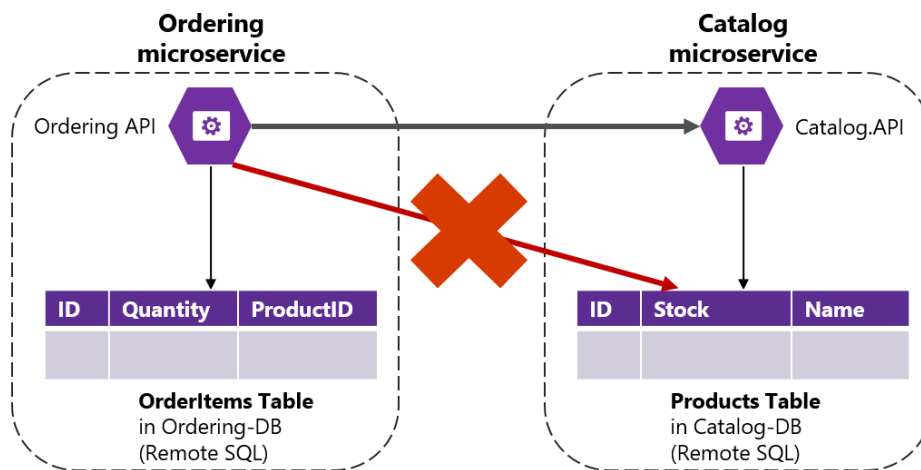 Ordering
microservice
Catalog
microservice
Ordering API
Catalog.API
ID Quantity ProductID
ID Stock Name
OrderItems Table
in Ordering-DB
(Remote SQL)
Products Table
in Catalog-DB
(Remote SQL)